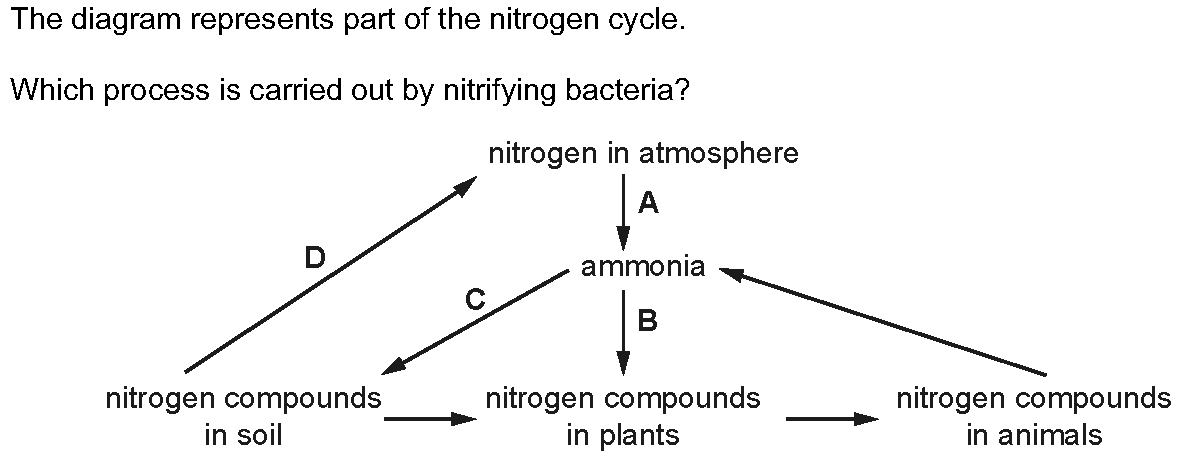 The diagram represents part of the nitrogen cycle.
Which process is carried out by nitrifying bacteria?
nitrogen in atmosphere
A
D
ammonia
C
B
nitrogen compounds
in soil
nitrogen compounds
in plants
nitrogen compounds
in animals